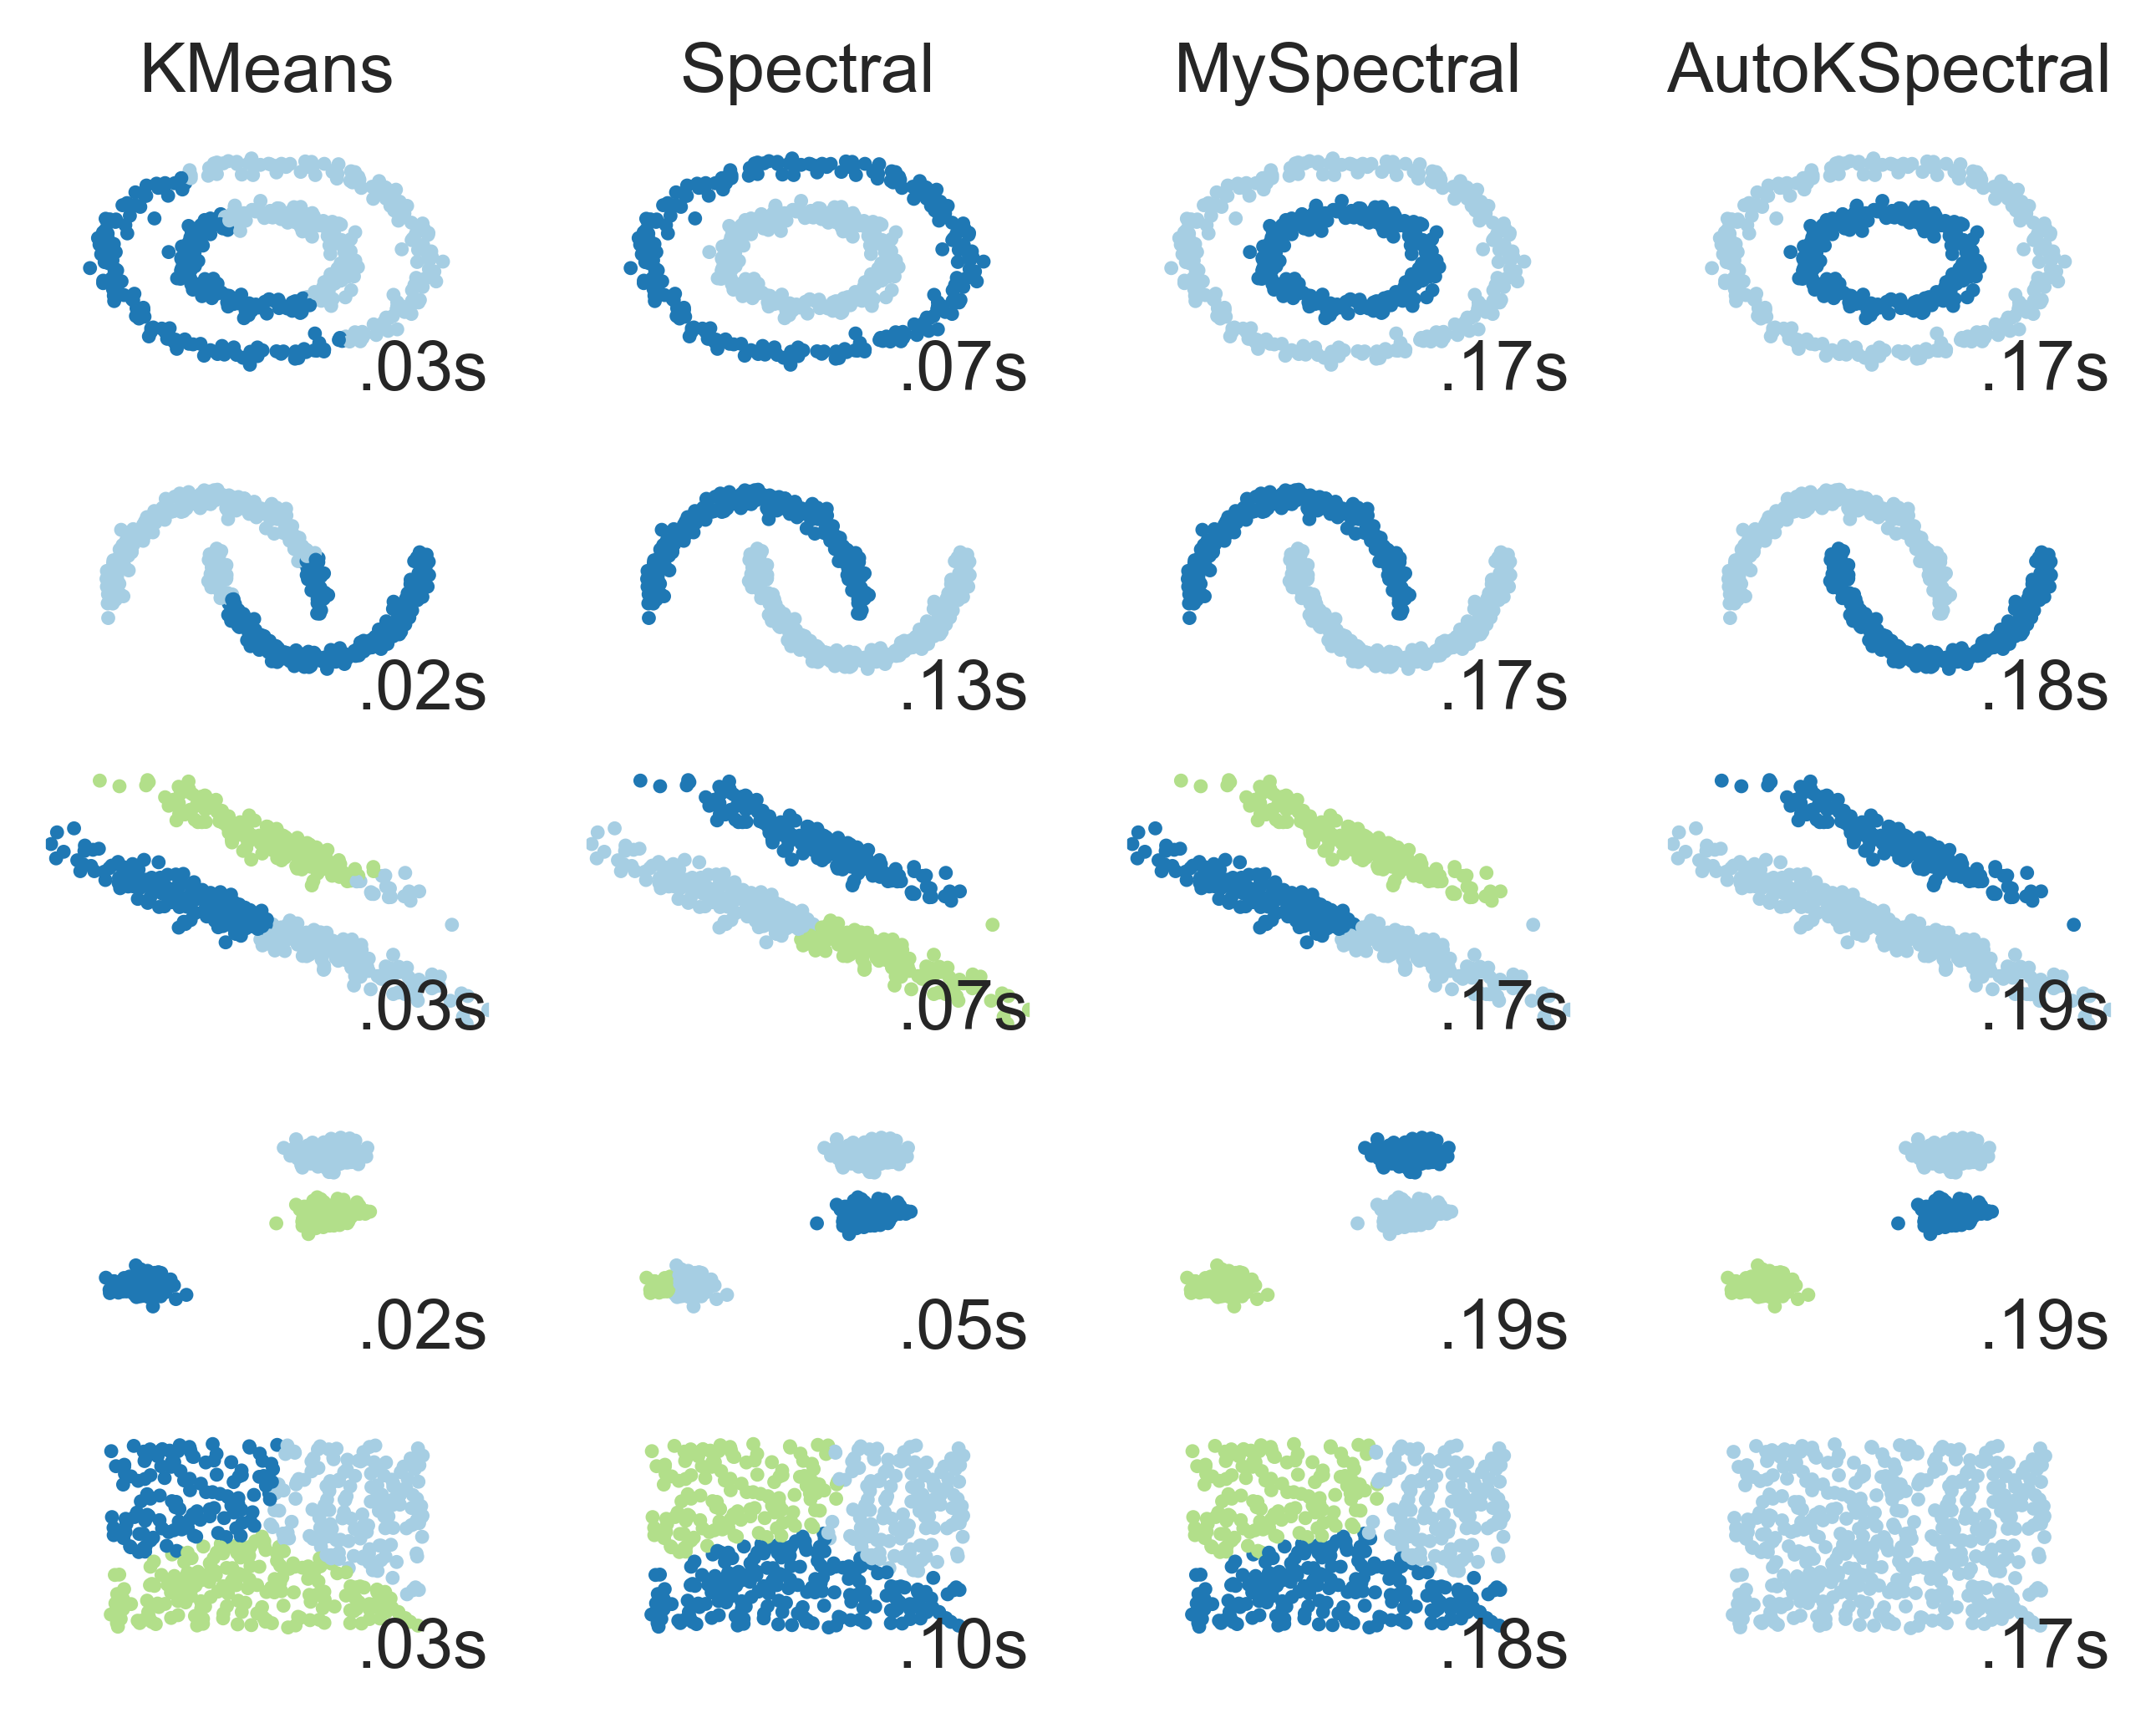 KMeans Spectral MySpectral AutoKSpectral
.03s .07s .17s .17s
.02s .13s .17s .18s
.03s .07s .17s .19s
.02s .05s .19s .19s
.03s .10s .18s .17s